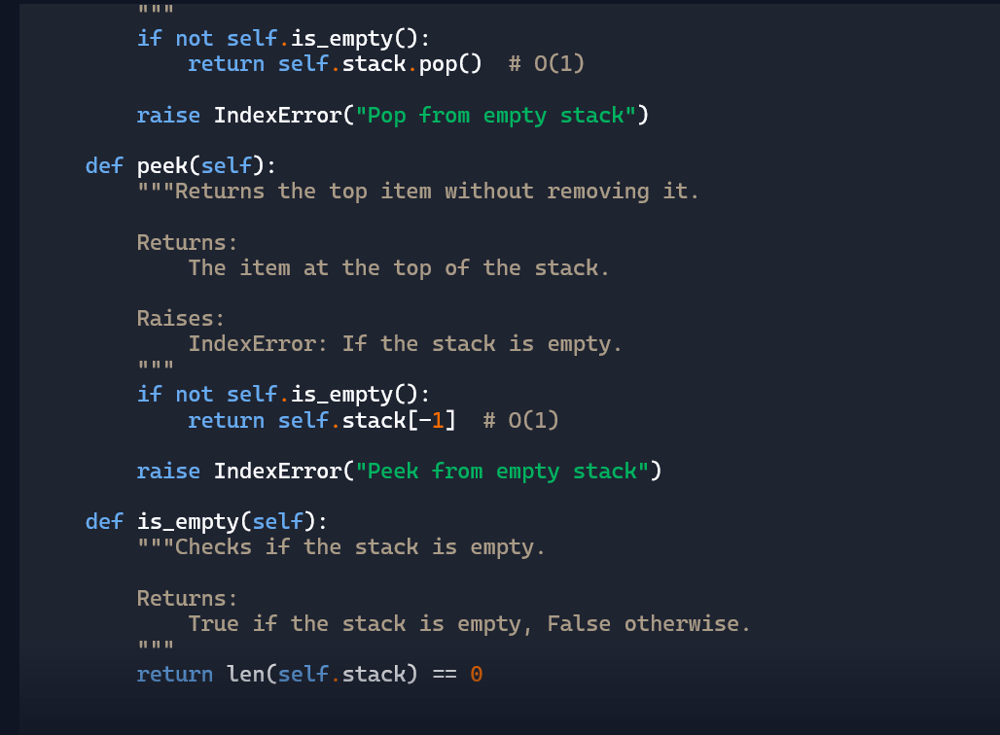 """
if not self.is_empty():
return self.stack.pop()  # O(1)
raise IndexError("Pop from empty stack")
def peek(self):
"""Returns the top item without removing it.
Returns:
The item at the top of the stack.
Raises:
IndexError: If the stack is empty.
"""
if not self.is_empty():
return self.stack[-1]  # O(1)
raise IndexError("Peek from empty stack")
def is_empty(self):
"""Checks if the stack is empty.
Returns:
True if the stack is empty, False otherwise.
"""
return len(self.stack) == 0